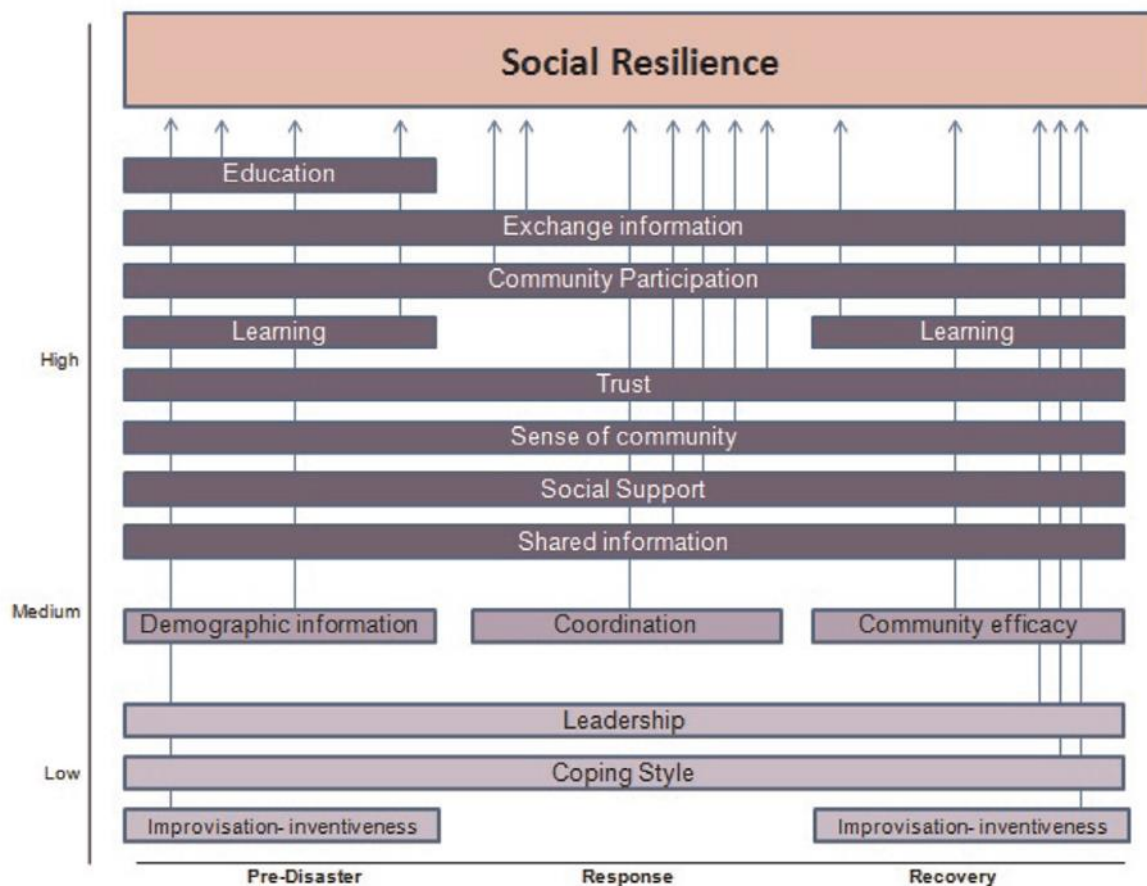 Social Resilience
Education
Exchange information
Community Participation
Learning Learning
High
Trust
Sense of community
Social Support
Shared information
Medium
Demographic information Coordination Community efficacy
Leadership
Low
Coping Style
Improvisation- inventiveness Improvisation- inventiveness
Pre-Disaster Response Recovery